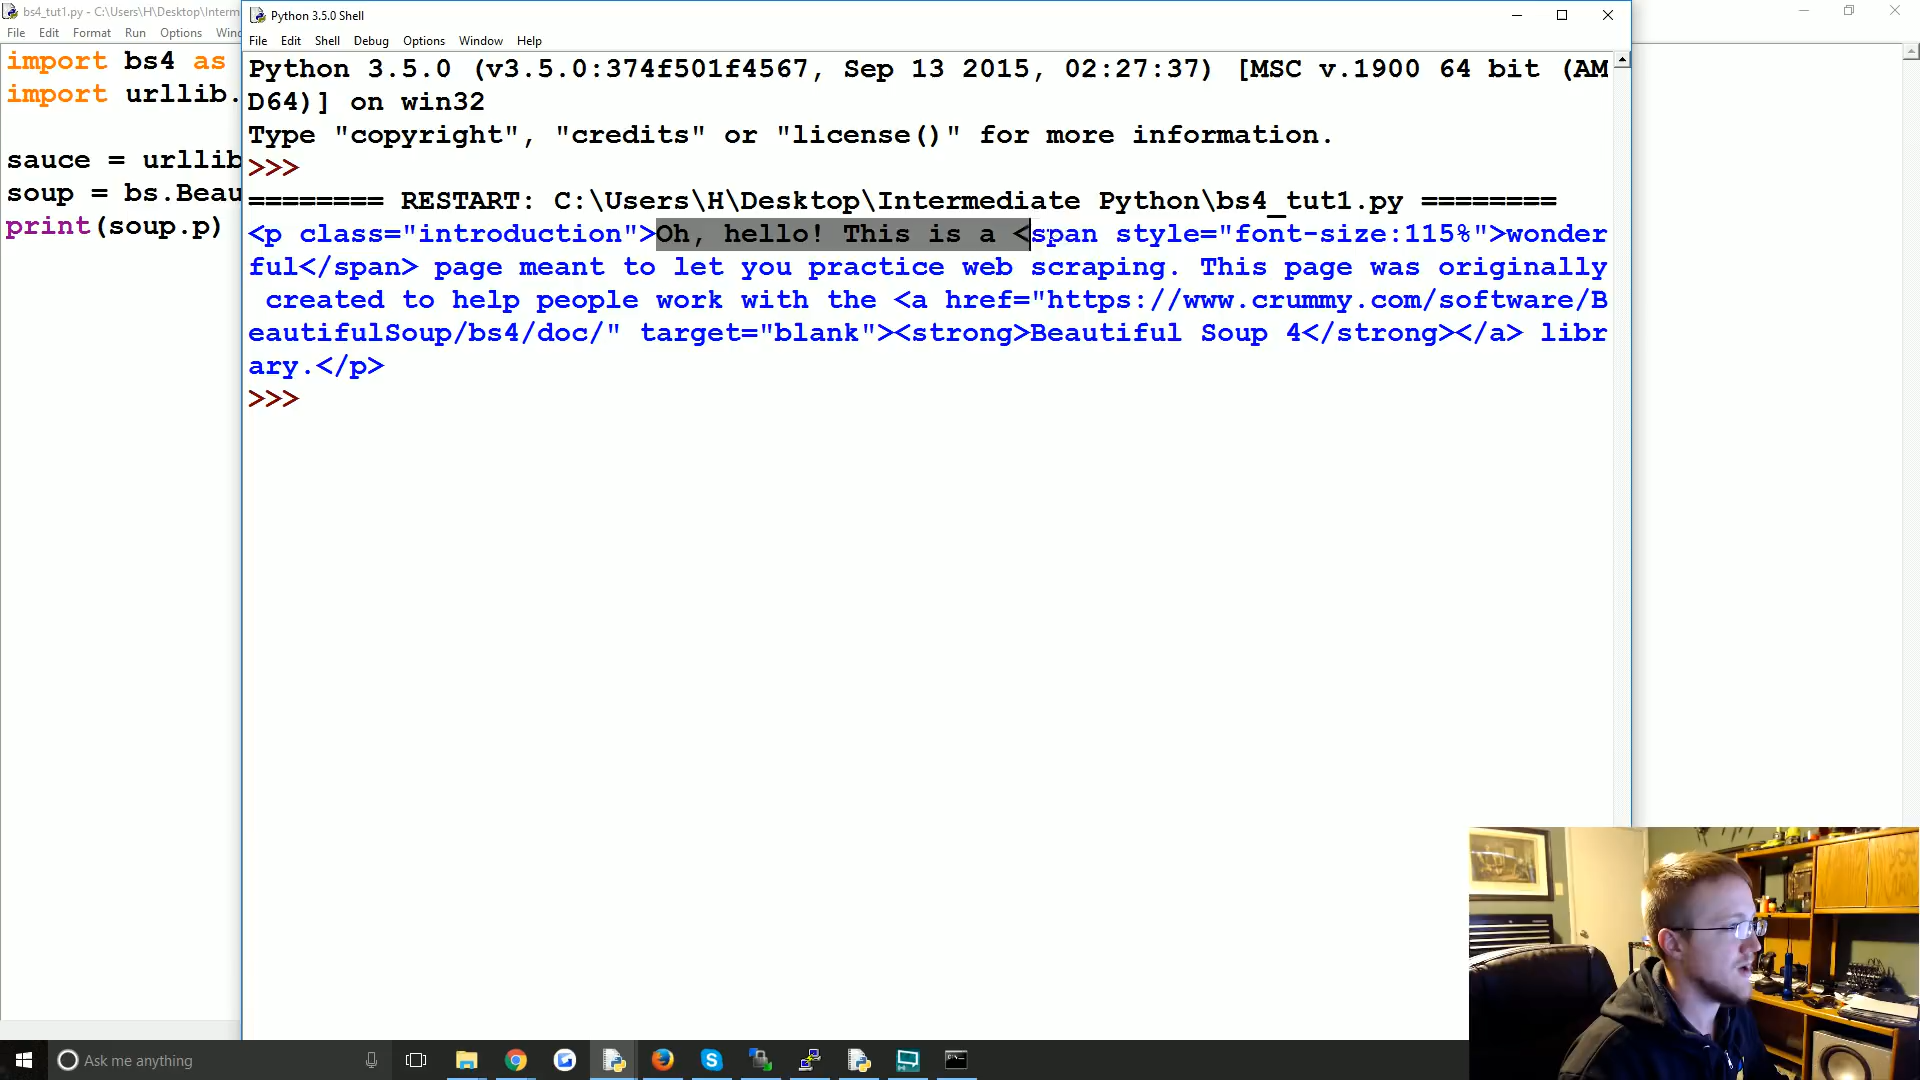 bs4_tut1.py - C:\Users\H\Desktop\Interm
File Edit Format Run Options Wind
import bs4 as
import urllib.
sauce = urllib
soup = bs.Beau
print(soup.p)
Python 3.5.0 Shell
File Edit Shell Debug Options Window Help
Python 3.5.0 (v3.5.0:374f501f4567, Sep 13 2015, 02:27:37) [MSC v.1900 64 bit (AM
D64)] on win32
Type "copyright", "credits" or "license()" for more information.
>>>
======== RESTART: C:\Users\H\Desktop\Intermediate Python\bs4_tut1.py ========
<p class="introduction">Oh, hello! This is a <span style="font-size:115%">wonder
ful</span> page meant to let you practice web scraping. This page was originally
 created to help people work with the <a href="https://www.crummy.com/software/B
eautifulSoup/bs4/doc/" target="blank"><strong>Beautiful Soup 4</strong></a> libr
ary.</p>
>>>
Ask me anything